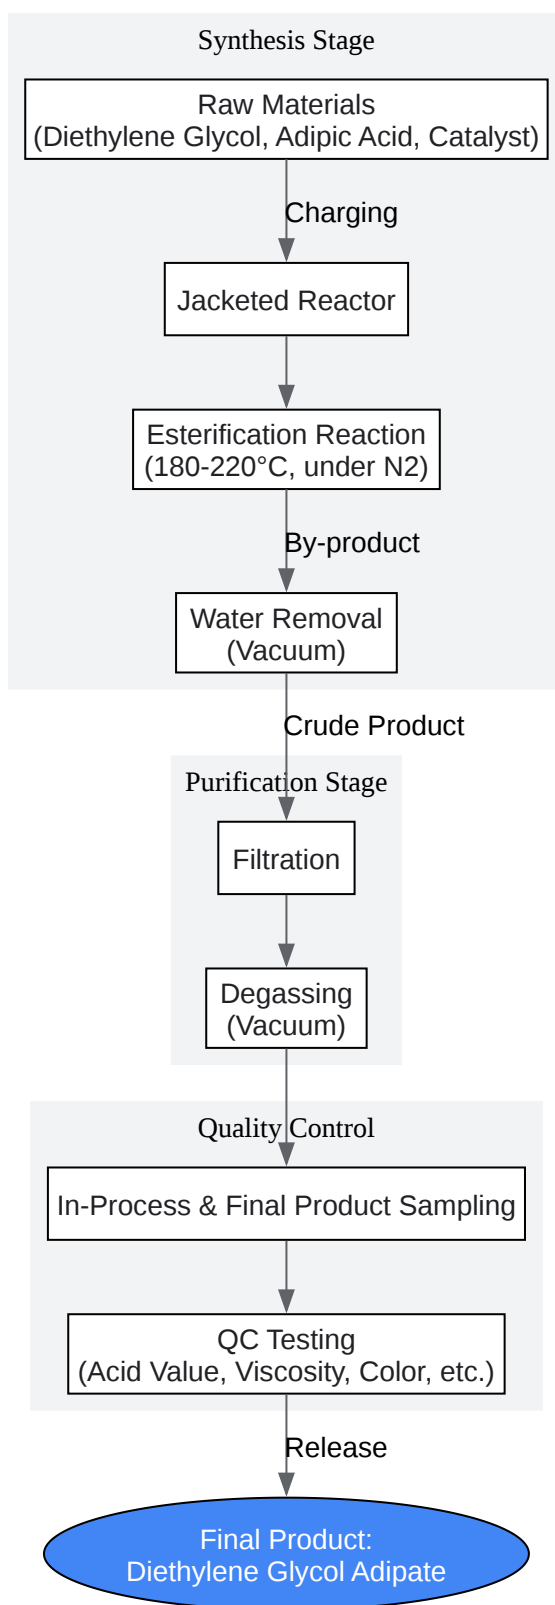 Synthesis Stage
Raw Materials
(Diethylene Glycol, Adipic Acid, Catalyst)
Charging
Jacketed Reactor
Esterification Reaction
(180-220°C, under N2)
By-product
Water Removal
(Vacuum)
Crude Product
Purification Stage
Filtration
Degassing
(Vacuum)
Quality Control
In-Process & Final Product Sampling
QC Testing
(Acid Value, Viscosity, Color, etc.)
Release
Final Product:
Diethylene Glycol Adipate